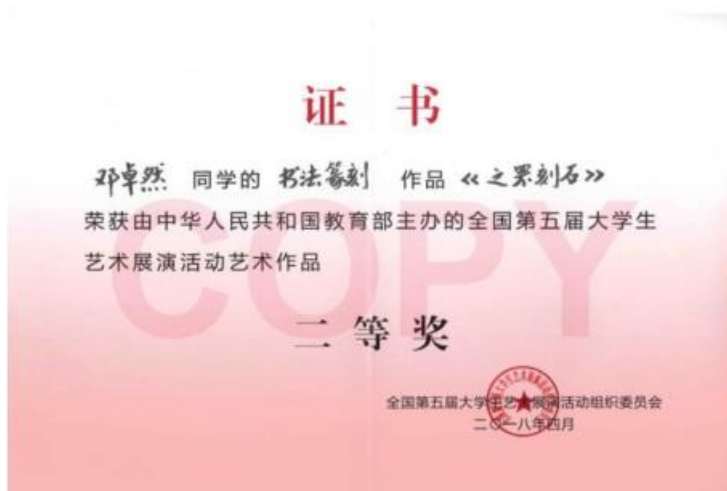 证 书
邓卓然 同学的 书法篆刻 作品《之罘刻石》
荣获由中华人民共和国教育部主办的全国第五届大学生
艺术展演活动艺术作品
COPY
二等奖
全国第五届大学生艺术展演活动组织委员会
二〇一八年四月